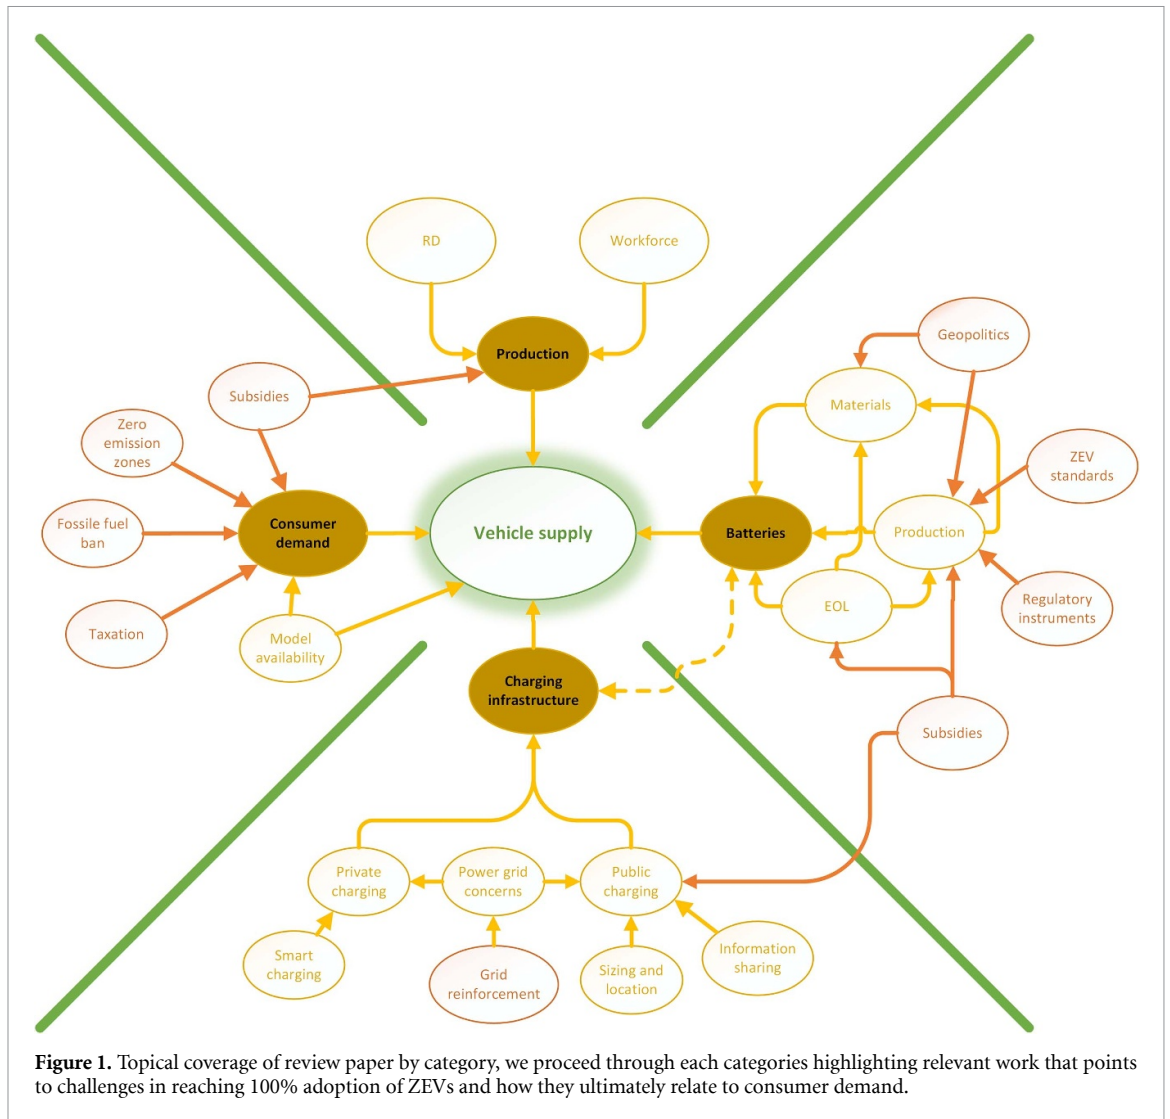 RD
Workforce
Production
Geopolitics
Subsidies
Materials
Zero
emission
zones
ZEV
standards
Fossile fuel
ban
Consumer
demand
Vehicle supply
Batteries
Production
EOL
Regulatory
instruments
Taxation
Model
availability
Charging
infrastructure
Subsidies
Private
charging
Power grid
concerns
Public
charging
Smart
charging
Grid
reinforcement
Sizing and
location
Information
sharing
Figure 1. Topical coverage of review paper by category, we proceed through each categories highlighting relevant work that points
to challenges in reaching 100% adoption of ZEVs and how they ultimately relate to consumer demand.